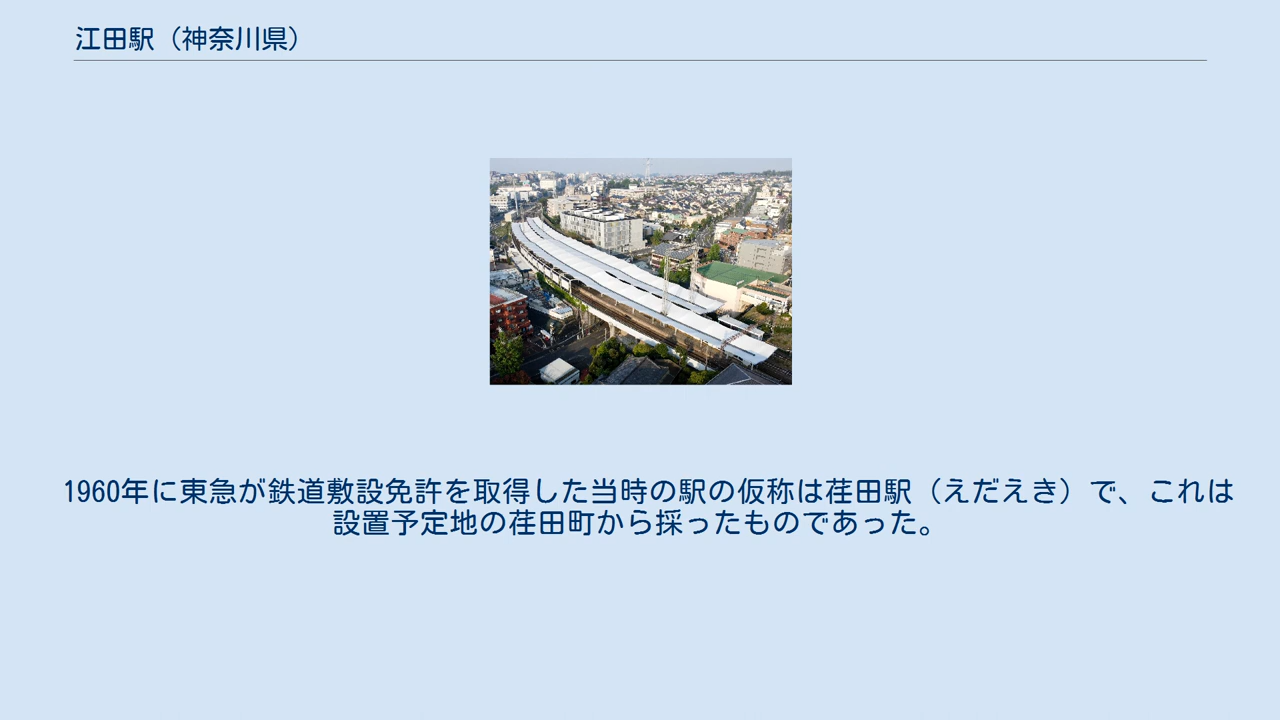 江田駅（神奈川県）
1960年に東急が鉄道敷設免許を取得した当時の駅の仮称は荏田駅（えだえき）で、これは
設置予定地の荏田町から採ったものであった。